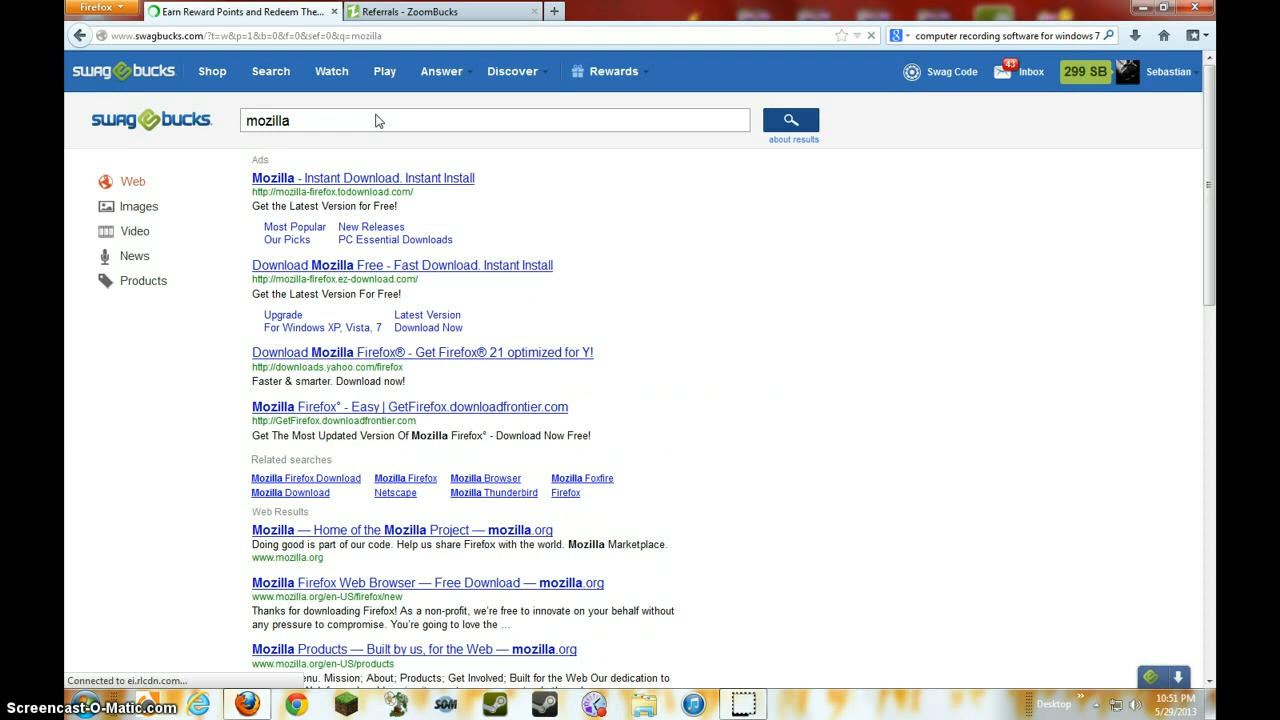 Firefox
Earn Reward Points and Redeem The...
Referrals - ZoomBucks
www.swagbucks.com/?t=w&p=1&b=0&f=0&sef=0&q=mozilla
computer recording software for windows 7
swagbucks
Shop
Search
Watch
Play
Answer
Discover
Rewards
Swag Code
43
Inbox
299 SB
Sebastian
swagbucks
mozilla
about results
Web
Images
Video
News
Products
Ads
Mozilla - Instant Download. Instant Install
http://mozilla-firefox.todownload.com/
Get the Latest Version for Free!
Most Popular New Releases
Our Picks PC Essential Downloads
Download Mozilla Free - Fast Download. Instant Install
http://mozilla-firefox.ez-download.com/
Get the Latest Version For Free!
Upgrade Latest Version
For Windows XP, Vista, 7 Download Now
Download Mozilla Firefox® - Get Firefox® 21 optimized for Y!
http://downloads.yahoo.com/firefox
Faster & smarter. Download now!
Mozilla Firefox° - Easy | GetFirefox.downloadfrontier.com
http://GetFirefox.downloadfrontier.com
Get The Most Updated Version Of Mozilla Firefox° - Download Now Free!
Related searches
Mozilla Firefox Download Mozilla Firefox Mozilla Browser Mozilla Foxfire
Mozilla Download Netscape Mozilla Thunderbird Firefox
Web Results
Mozilla — Home of the Mozilla Project — mozilla.org
Doing good is part of our code. Help us share Firefox with the world. Mozilla Marketplace.
www.mozilla.org
Mozilla Firefox Web Browser — Free Download — mozilla.org
www.mozilla.org/en-US/firefox/new
Thanks for downloading Firefox! As a non-profit, we're free to innovate on your behalf without
any pressure to compromise. You're going to love the ...
Mozilla Products — Built by us, for the Web — mozilla.org
www.mozilla.org/en-US/products
enu. Mission; About; Products; Get Involved; Built for the Web Our dedication to
Connected to ei.rlcdn.com...
SOM
Desktop
10:51 PM
5/29/2013
Screencast-O-Matic.com